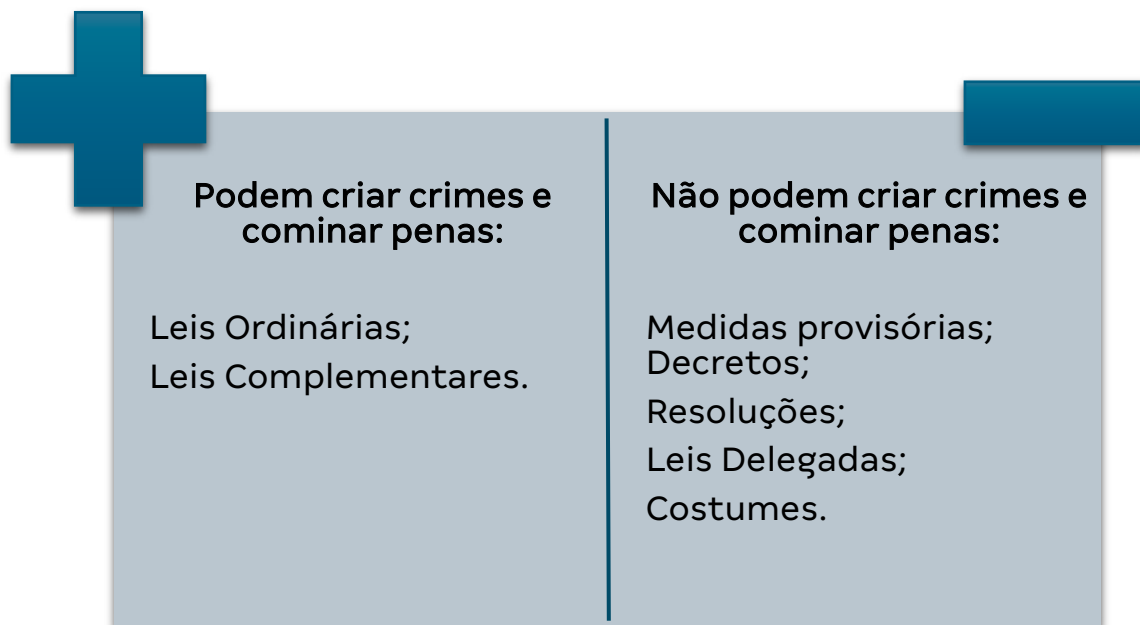 Podem criar crimes e
cominar penas:
Leis Ordinárias;
Leis Complementares.
Não podem criar crimes e
cominar penas:
Medidas provisórias;
Decretos;
Resoluções;
Leis Delegadas;
Costumes.